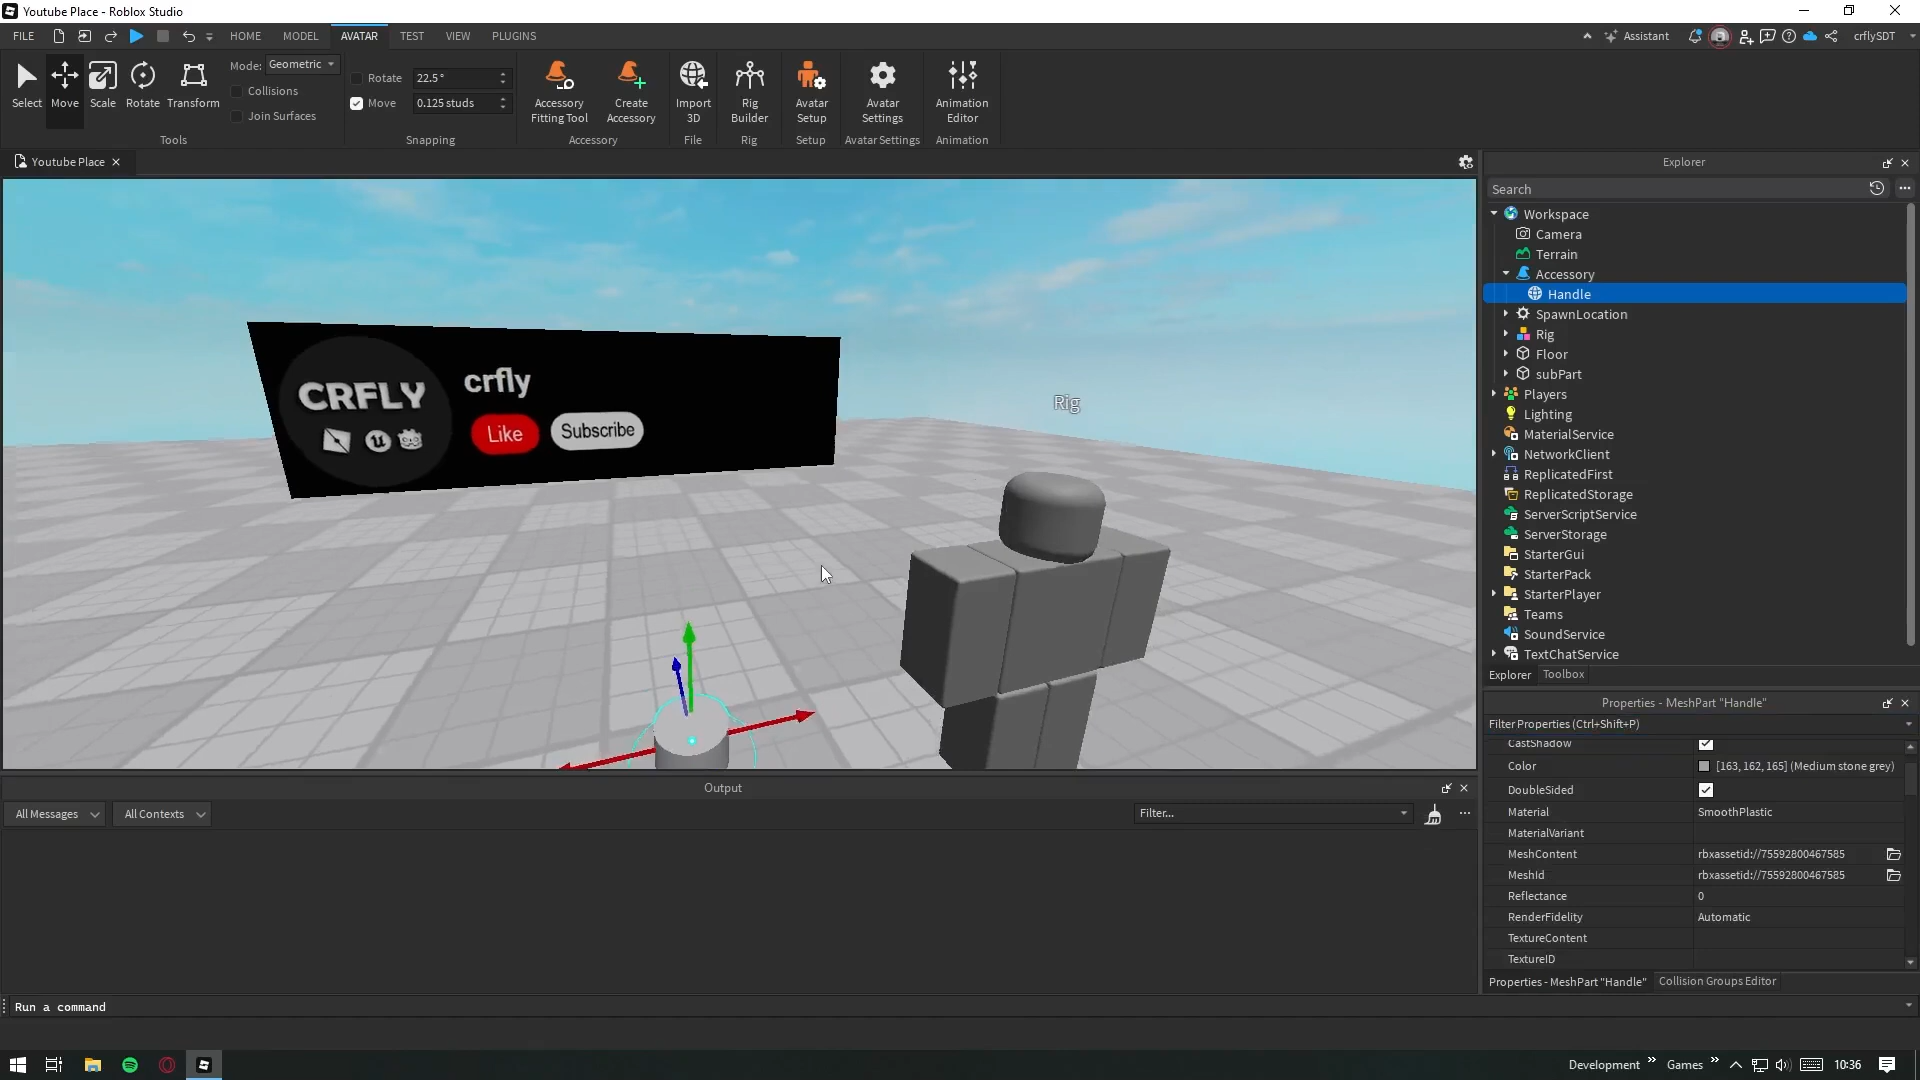 Youtube Place - Roblox Studio
FILE HOME MODEL AVATAR TEST VIEW PLUGINS Assistant crflySDT
Select Move Scale Rotate Transform
Mode: Geometric
Collisions
Join Surfaces
Tools
Rotate 22.5 °
Move 0.125 studs
Snapping
Accessory Fitting Tool
Create Accessory
Accessory
Import 3D
File
Rig Builder
Rig
Avatar Setup
Setup
Avatar Settings
Avatar Settings
Animation Editor
Animation
Youtube Place
CRFLY
crfly
Like
Subscribe
Rig
Explorer
Search
Workspace
Camera
Terrain
Accessory
Handle
SpawnLocation
Rig
Floor
subPart
Players
Lighting
MaterialService
NetworkClient
ReplicatedFirst
ReplicatedStorage
ServerScriptService
ServerStorage
StarterGui
StarterPack
StarterPlayer
Teams
SoundService
TextChatService
Explorer Toolbox
Properties - MeshPart "Handle"
Filter Properties (Ctrl+Shift+P)
CastShadow
Color [163, 162, 165] (Medium stone grey)
DoubleSided
Material SmoothPlastic
MaterialVariant
MeshContent rbxassetid://75592800467585
MeshId rbxassetid://75592800467585
Reflectance 0
RenderFidelity Automatic
TextureContent
TextureID
Properties - MeshPart "Handle" Collision Groups Editor
Output
All Messages All Contexts Filter...
Run a command
Development Games 10:36